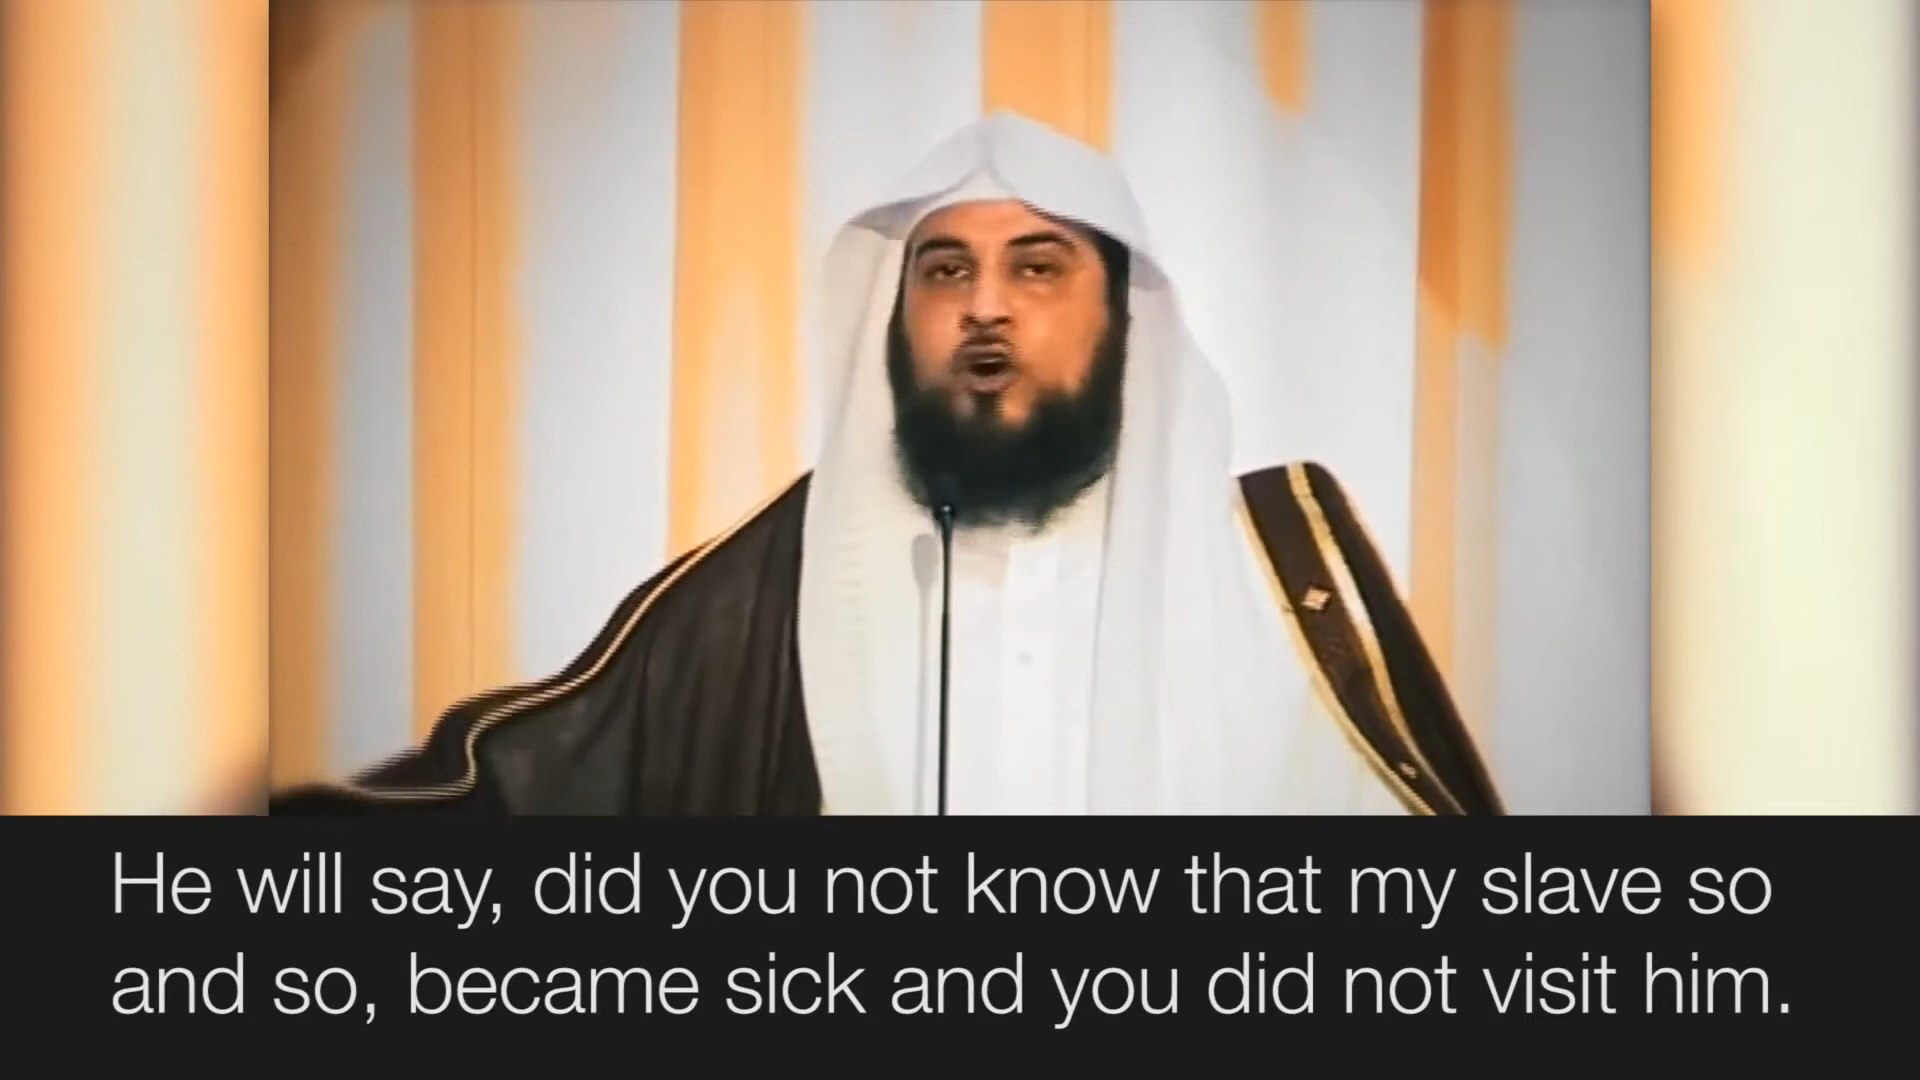 He will say, did you not know that my slave so
and so, became sick and you did not visit him.